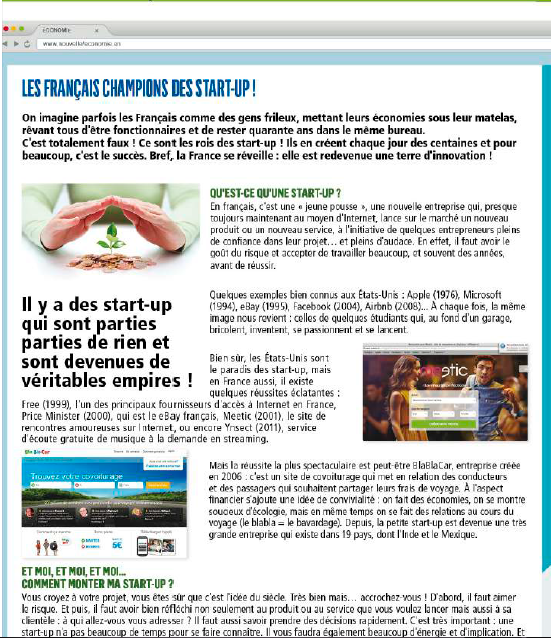 ÉCONOMIE
www.nouvelleleconomie.en
LES FRANÇAIS CHAMPIONS DES START-UP !
On imagine parfois les Français comme des gens frileux, mettant leurs économies sous leur matelas,
rêvant tous d'être fonctionnaires et de rester quarante ans dans le même bureau.
C'est totalement faux ! Ce sont les rois des start-up ! Ils en créent chaque jour des centaines et pour
beaucoup, c'est le succès. Bref, la France se réveille : elle est redevenue une terre d'innovation !
QU'EST-CE QU'UNE START-UP ?
En français, c'est une « jeune pousse », une nouvelle entreprise qui, presque
toujours maintenant au moyen d'Internet, lance sur le marché un nouveau
produit ou un nouveau service, à l'initiative de quelques entrepreneurs pleins
de confiance dans leur projet… et pleins d'audace. En effet, il faut avoir le
goût du risque et accepter de travailler beaucoup, et souvent des années,
avant de réussir.
Il y a des start-up
qui sont parties
parties de rien et
sont devenues de
véritables empires !
Quelques exemples bien connus aux États-Unis : Apple (1976), Microsoft
(1994), eBay (1995), Facebook (2004), Airbnb (2008)... À chaque fois, la même
image nous revient : celles de quelques étudiants qui, au fond d'un garage,
bricolent, inventent, se passionnent et se lancent.
Bien sûr, les États-Unis sont
le paradis des start-up, mais
en France aussi, il existe
quelques réussites éclatantes :
Free (1999), l'un des principaux fournisseurs d'accès à Internet en France,
Price Minister (2000), qui est le eBay français, Meetic (2001), le site de
rencontres amoureuses sur Internet, ou encore Ynsect (2011), service
d'écoute gratuite de musique à la demande en streaming.
meetic
BlaBlaCar
Trouvez votre covoiturage
5€
Mais la réussite la plus spectaculaire est peut-être BlaBlaCar, entreprise créée
en 2006 : c'est un site de covoiturage qui met en relation des conducteurs
et des passagers qui souhaitent partager leurs frais de voyage. À l'aspect
financier s'ajoute une idée de convivialité : on fait des économies, on se montre
soucieux d'écologie, mais en même temps on se fait des relations au cours du
voyage (le blabla = le bavardage). Depuis, la petite start-up est devenue une très
grande entreprise qui existe dans 19 pays, dont l'Inde et le Mexique.
ET MOI, ET MOI, ET MOI...
COMMENT MONTER MA START-UP ?
Vous croyez à votre projet, vous êtes sûr que c'est l'idée du siècle. Très bien mais… accrochez-vous ! D'abord, il faut aimer
le risque. Et puis, il faut avoir bien réfléchi non seulement au produit ou au service que vous voulez lancer mais aussi à sa
clientèle : à qui allez-vous vous adresser ? Il faut aussi savoir prendre des décisions rapidement. C'est très important : une
start-up n'a pas beaucoup de temps pour se faire connaître. Il vous faudra également beaucoup d'énergie et d'implication. Et